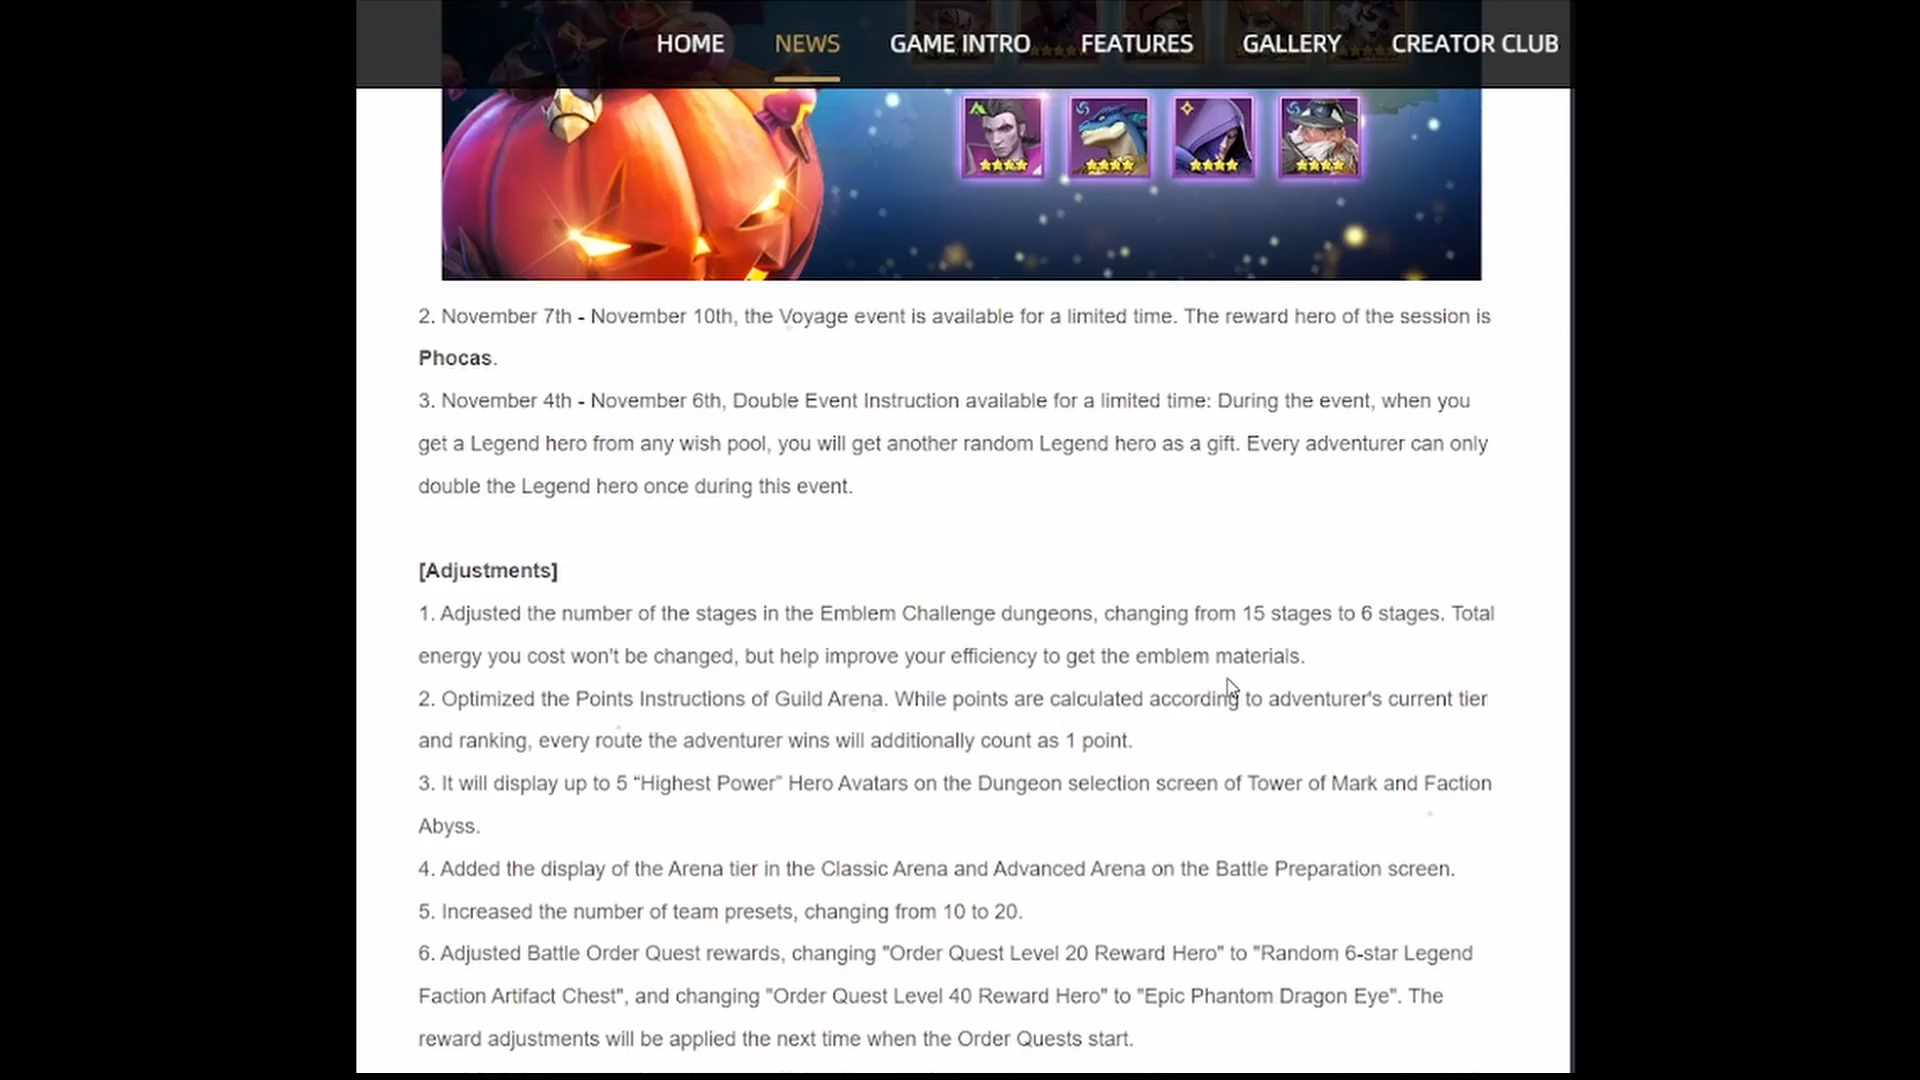 HOME NEWS GAME INTRO FEATURES GALLERY CREATOR CLUB
2. November 7th - November 10th, the Voyage event is available for a limited time. The reward hero of the session is
Phocas.
3. November 4th - November 6th, Double Event Instruction available for a limited time: During the event, when you
get a Legend hero from any wish pool, you will get another random Legend hero as a gift. Every adventurer can only
double the Legend hero once during this event.
[Adjustments]
1. Adjusted the number of the stages in the Emblem Challenge dungeons, changing from 15 stages to 6 stages. Total
energy you cost won't be changed, but help improve your efficiency to get the emblem materials.
2. Optimized the Points Instructions of Guild Arena. While points are calculated according to adventurer's current tier
and ranking, every route the adventurer wins will additionally count as 1 point.
3. It will display up to 5 “Highest Power” Hero Avatars on the Dungeon selection screen of Tower of Mark and Faction
Abyss.
4. Added the display of the Arena tier in the Classic Arena and Advanced Arena on the Battle Preparation screen.
5. Increased the number of team presets, changing from 10 to 20.
6. Adjusted Battle Order Quest rewards, changing "Order Quest Level 20 Reward Hero" to "Random 6-star Legend
Faction Artifact Chest", and changing "Order Quest Level 40 Reward Hero" to "Epic Phantom Dragon Eye". The
reward adjustments will be applied the next time when the Order Quests start.